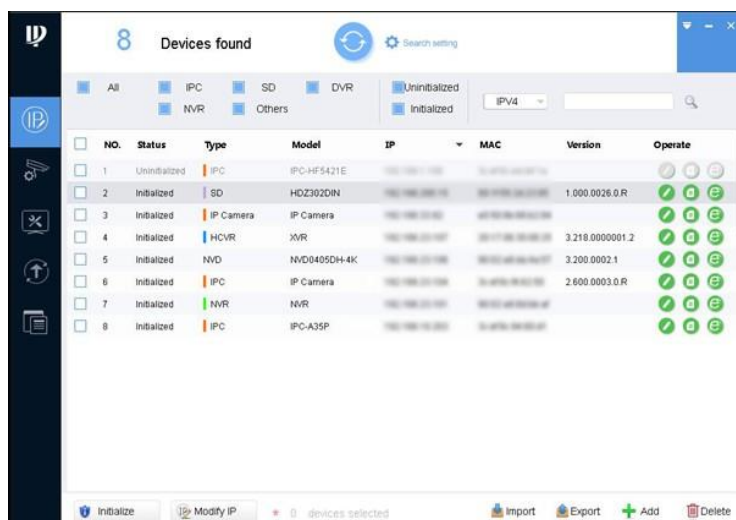 8 Devices found Search setting
All IPC SD DVR Uninitialized
NVR Others Initialized IPV4
NO. Status Type Model IP MAC Version Operate
1 Uninitialized IPC IPC-HF5421E
2 Initialized SD HDZ302DIN 1.000.0026.0.R
3 Initialized IP Camera IP Camera
4 Initialized HCVR XVR 3.218.0000001.2
5 Initialized NVD NVD0405DH-4K 3.200.0002.1
6 Initialized IPC IP Camera 2.600.0003.0.R
7 Initialized NVR NVR
8 Initialized IPC IPC-A35P
Initialize IP Modify IP * 0 devices selected Import Export Add Delete